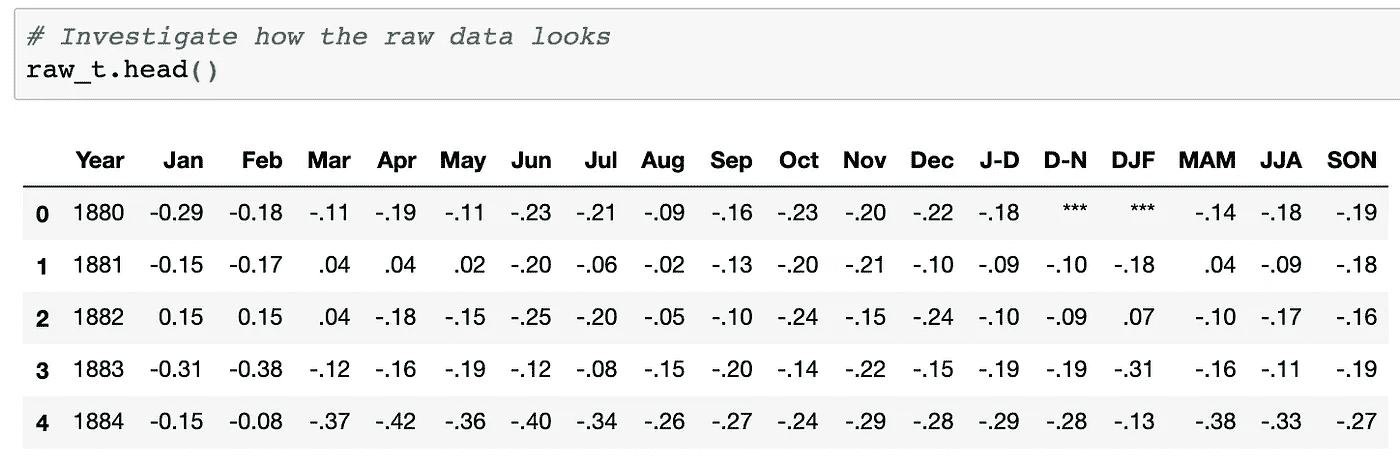 # Investigate how the raw data looks
raw_t.head()
Year Jan Feb Mar Apr May Jun Jul Aug Sep Oct Nov Dec J-D D-N DJF MAM JJA SON
0 1880 -0.29 -0.18 -.11 -.19 -.11 -.23 -.21 -.09 -.16 -.23 -.20 -.22 -.18 *** *** -.14 -.18 -.19
1 1881 -0.15 -0.17 .04 .04 .02 -.20 -.06 -.02 -.13 -.20 -.21 -.10 -.09 -.10 -.18 .04 -.09 -.18
2 1882 0.15 0.15 .04 -.18 -.15 -.25 -.20 -.05 -.10 -.24 -.15 -.24 -.10 -.09 .07 -.10 -.17 -.16
3 1883 -0.31 -0.38 -.12 -.16 -.19 -.12 -.08 -.15 -.20 -.14 -.22 -.15 -.19 -.19 -.31 -.16 -.11 -.19
4 1884 -0.15 -0.08 -.37 -.42 -.36 -.40 -.34 -.26 -.27 -.24 -.29 -.28 -.29 -.28 -.13 -.38 -.33 -.27